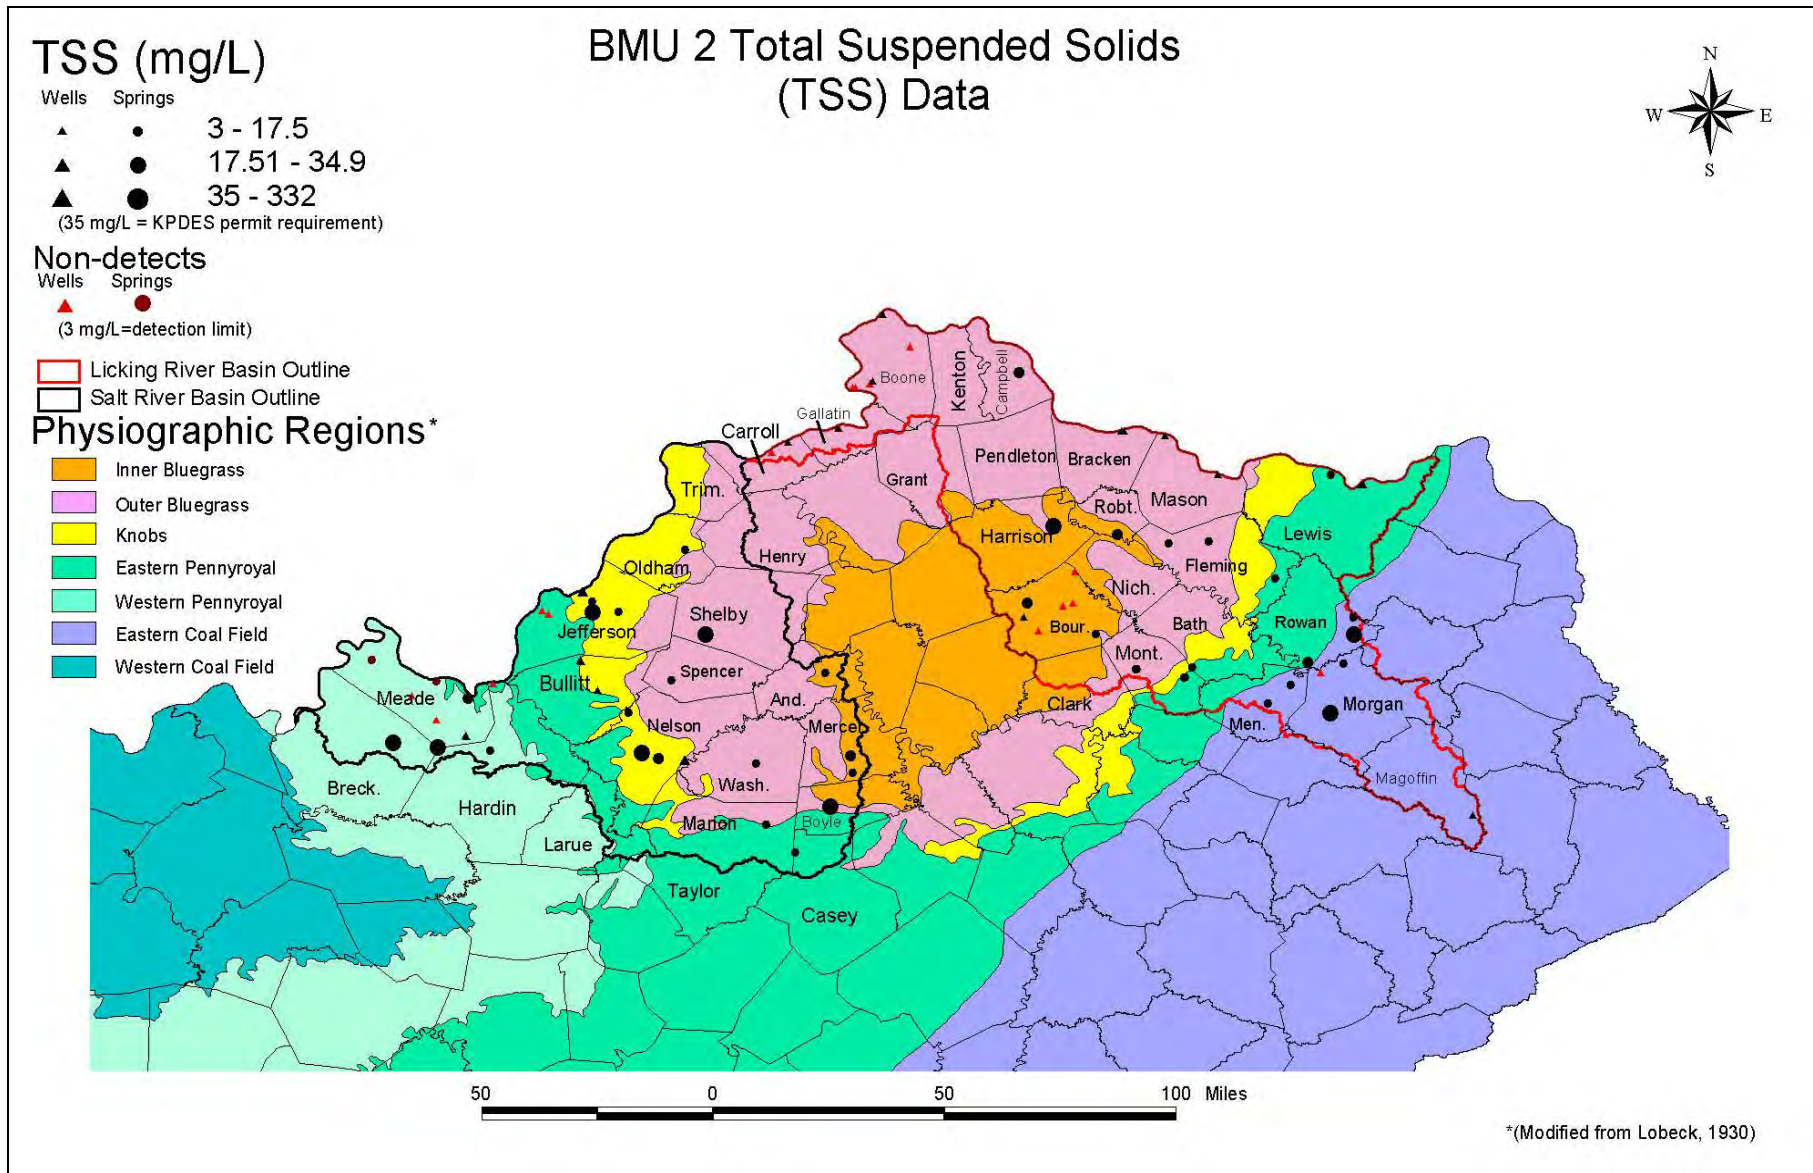 BMU 2 Total Suspended Solids
(TSS) Data
TSS (mg/L)
Wells Springs
3 - 17.5
17.51 - 34.9
35 - 332
(35 mg/L = KPDES permit requirement)
Non-detects
Wells Springs
(3 mg/L=detection limit)
Licking River Basin Outline
Salt River Basin Outline
Physiographic Regions*
Inner Bluegrass
Outer Bluegrass
Knobs
Eastern Pennyroyal
Western Pennyroyal
Eastern Coal Field
Western Coal Field
N
W E
S
Boone
Kenton
Campbell
Gallatin
Carroll
Grant
Pendleton
Bracken
Trim.
Robt.
Mason
Harrison
Lewis
Henry
Oldham
Fleming
Nich.
Shelby
Jefferson
Bour.
Bath
Rowan
Mont.
Spencer
Bullitt
Meade
And.
Clark
Morgan
Nelson
Mercer
Men.
Magoffin
Wash.
Breck.
Hardin
Marion
Boyle
Larue
Taylor
Casey
50 0 50 100 Miles
*(Modified from Lobeck, 1930)